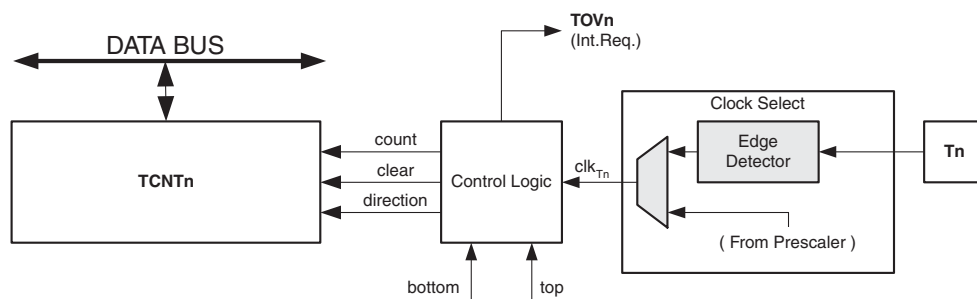 TOVn
(Int.Req.)
DATA BUS
Clock Select
count
Edge
Detector
Tn
TCNTn
clear
Control Logic
clkTn
direction
( From Prescaler )
bottom
top